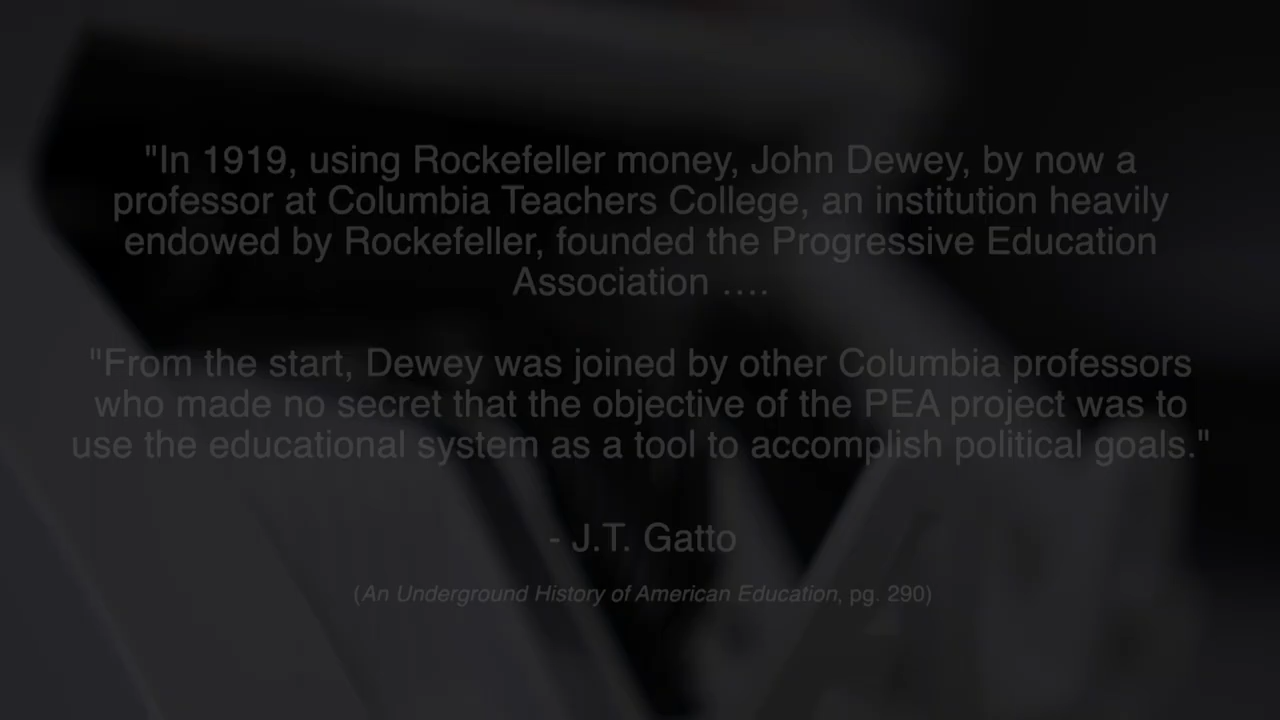 "In 1919, using Rockefeller money, John Dewey, by now a
professor at Columbia Teachers College, an institution heavily
endowed by Rockefeller, founded the Progressive Education
Association ….
"From the start, Dewey was joined by other Columbia professors
who made no secret that the objective of the PEA project was to
use the educational system as a tool to accomplish political goals."
- J.T. Gatto
(An Underground History of American Education, pg. 290)